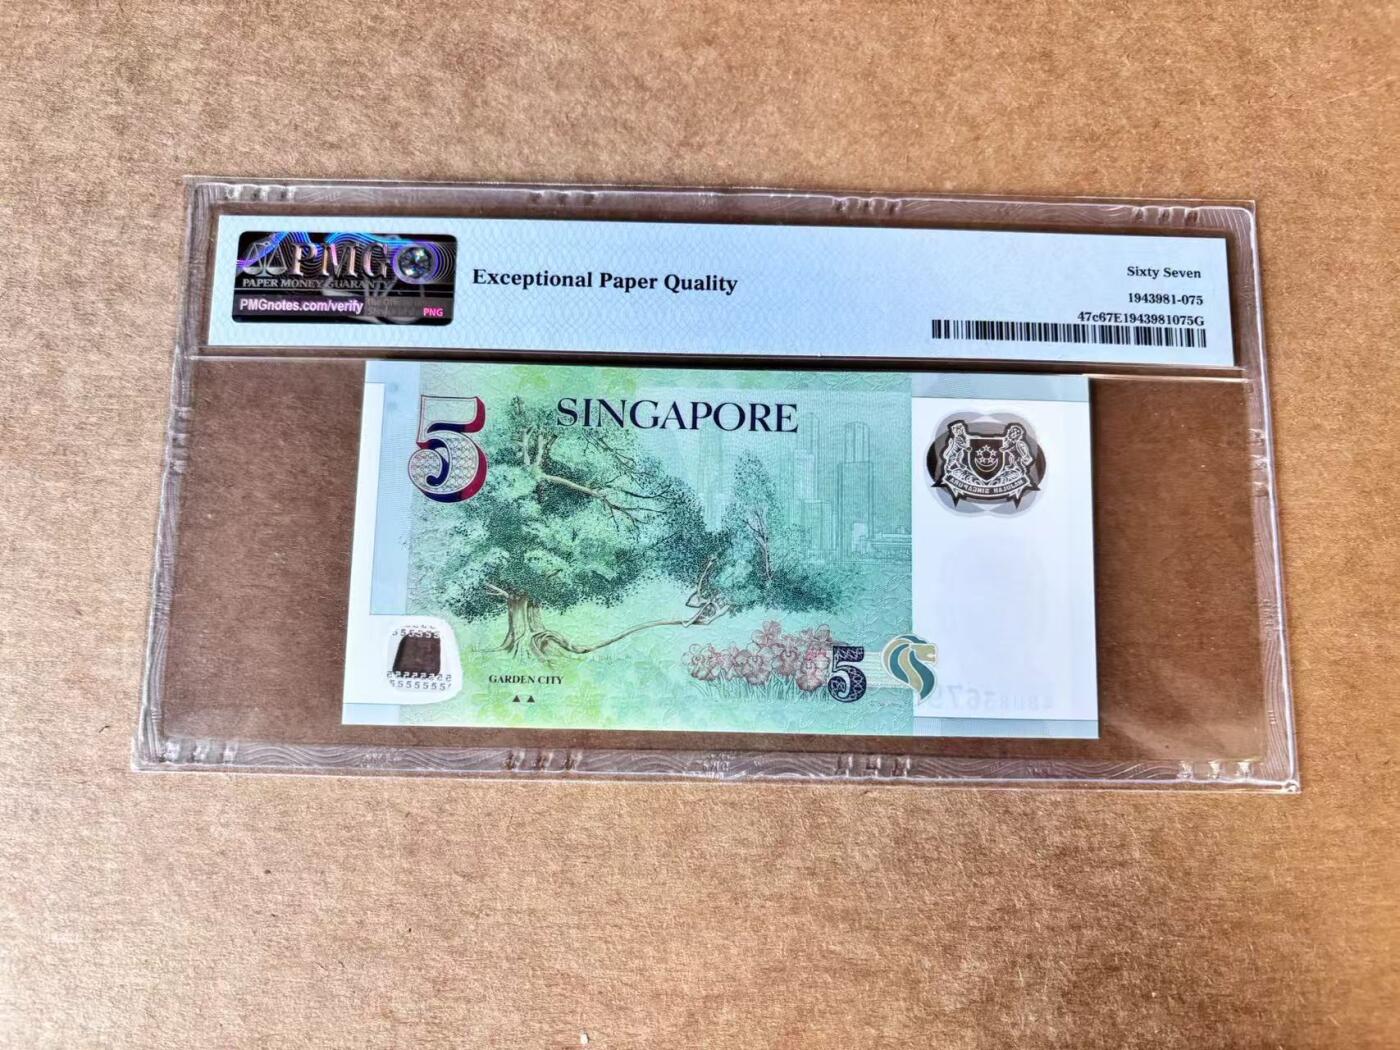 PMG
PAPER MONEY GUARANTY
PMGnotes.com/verify
PNG
Exceptional Paper Quality
Sixty Seven
1943981-075
47c67E1943981075G
5
SINGAPORE
GARDEN CITY
5